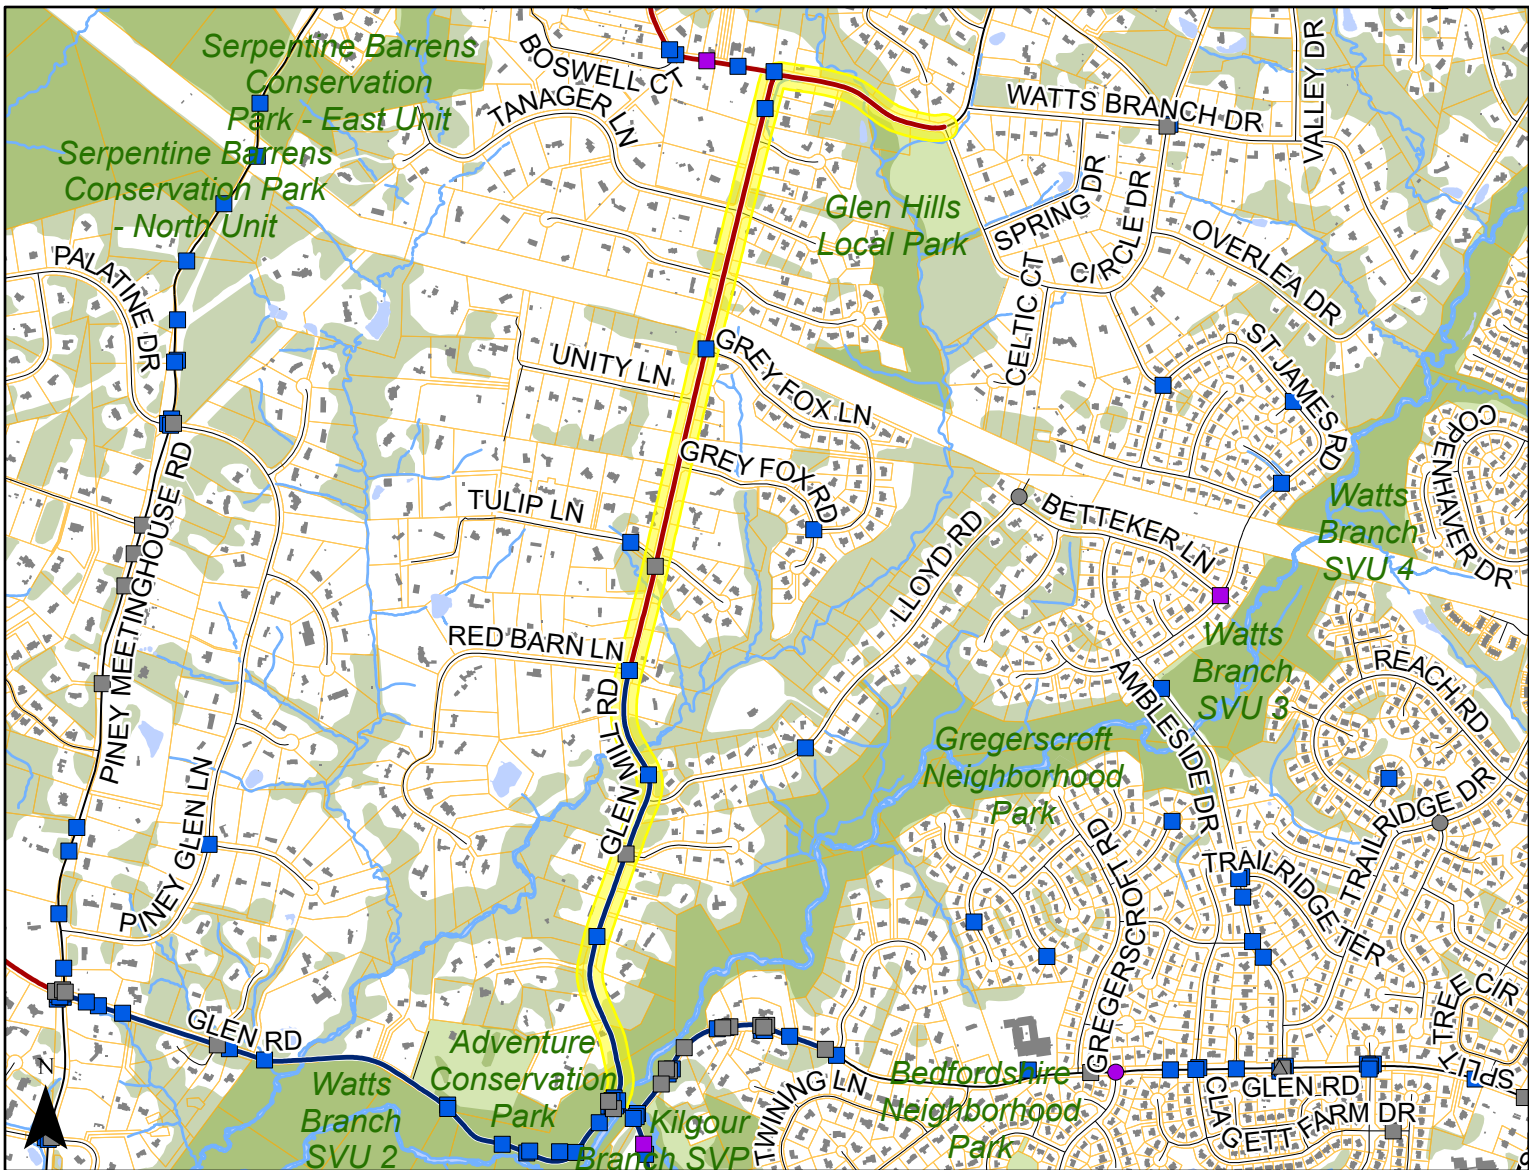 Serpentine Barrens
Conservation
Park - East Unit
Serpentine Barrens
Conservation Park
- North Unit
BOSWELL CT
TANAGER LN
WATTS BRANCH DR
VALLEY DR
Glen Hills
Local Park
SPRING DR
CIRCLE DR
OVERLEA DR
CELTIC CT
PALATINE DR
UNITY LN
GREY FOX LN
ST JAMES RD
COPENHAVER DR
GREY FOX RD
TULIP LN
PINEY MEETINGHOUSE RD
LLOYD RD
BETTEKER LN
Watts
Branch
SVU 4
RED BARN LN
Watts
Branch
SVU 3
REACH RD
AMBLESIDE DR
GLEN MILL RD
Gregerscroft
Neighborhood
Park
PINEY GLEN LN
TRAILRIDGE DR
TRAILRIDGE TER
GREGERSCROFT RD
TREE CIR
SPLIT
GLEN RD
Adventure
Conservation
Park
Watts
Branch
SVU 2
Kilgour
Branch SVP
TWINING LN
Bedfordshire
Neighborhood
Park
GLEN RD
CLAGETT FARM DR
N